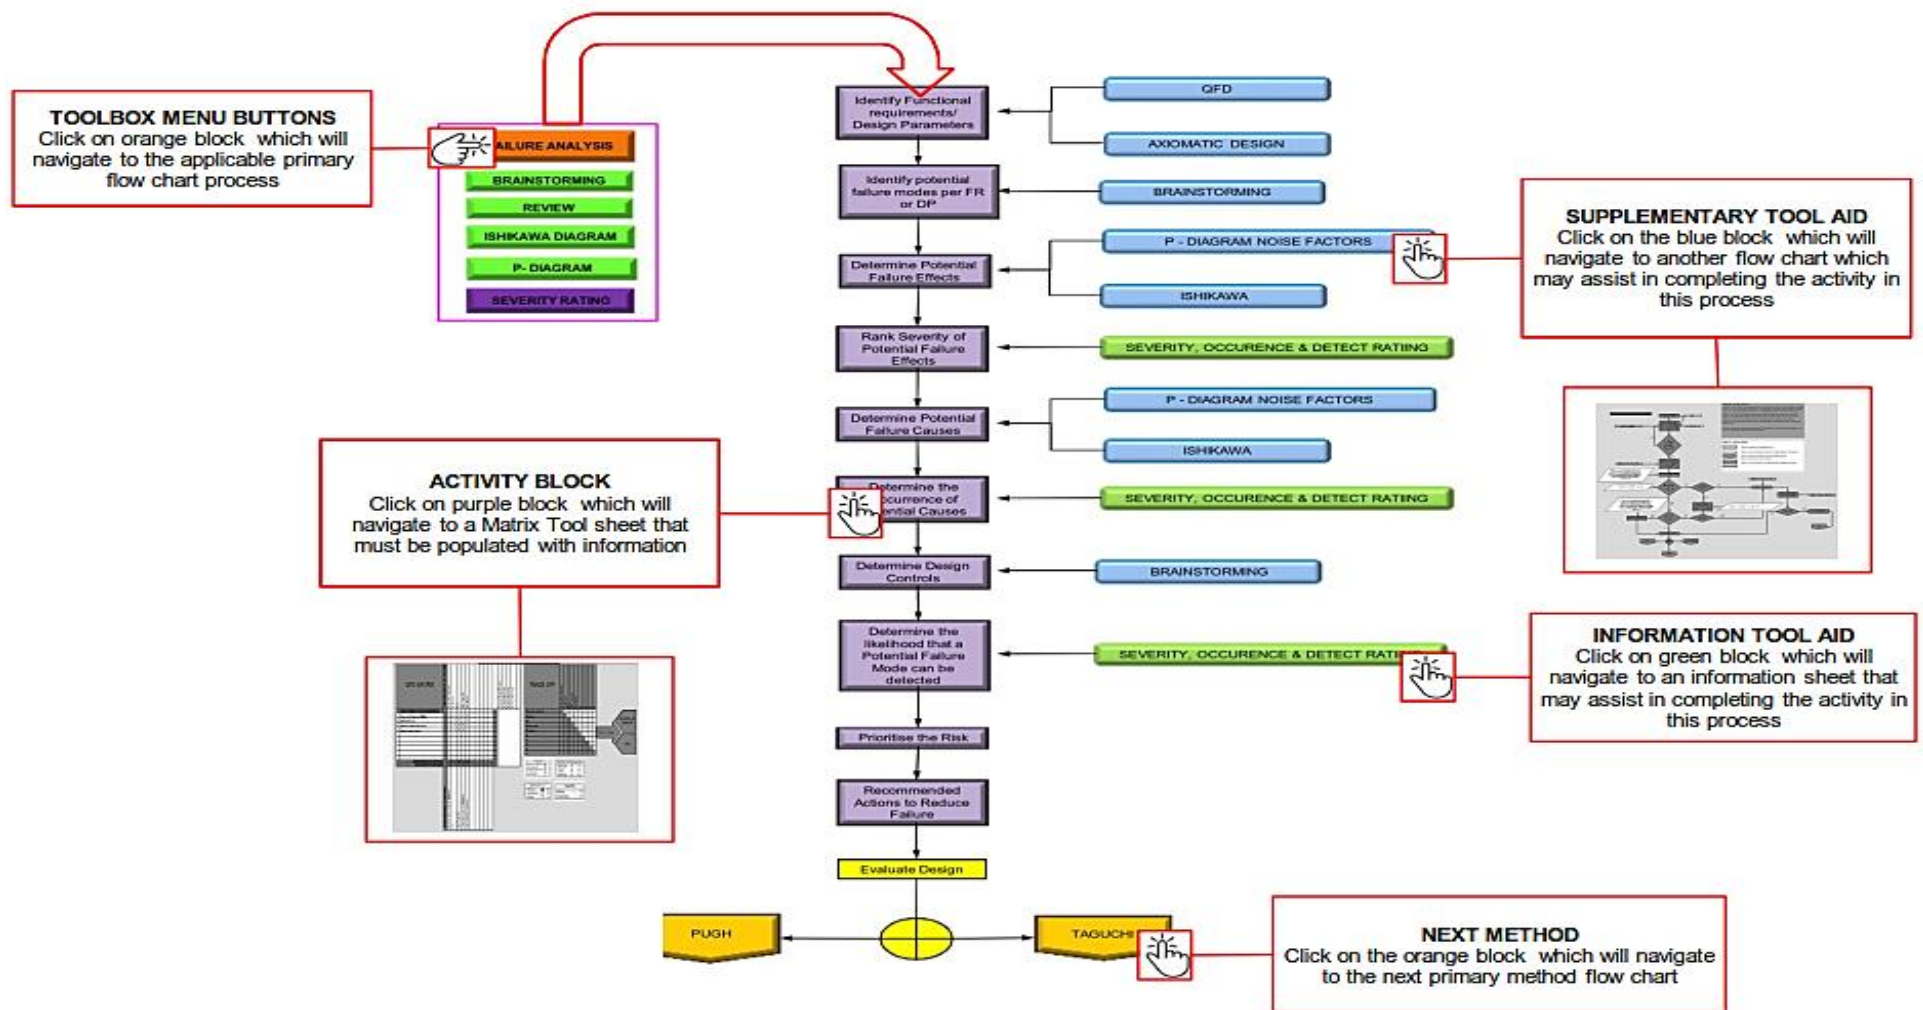 TOOLBOX MENU BUTTONS
Click on orange block which will
navigate to the applicable primary
flow chart process
AILURE ANALYSIS
BRAINSTORMING
REVIEW
ISHIKAWA DIAGRAM
P- DIAGRAM
SEVERITY RATING
Identify Functional
requirements/
Design Parameters
QFD
AXIOMATIC DESIGN
Identify potential
failure modes per FR
or DP
BRAINSTORMING
Determine Potential
Failure Effects
P - DIAGRAM NOISE FACTORS
ISHIKAWA
Rank Severity of
Potential Failure
Effects
SEVERITY, OCCURENCE & DETECT RATIING
Determine Potential
Failure Causes
P - DIAGRAM NOISE FACTORS
ISHIKAWA
Determine the
ccurrence of
ential Causes
SEVERITY, OCCURENCE & DETECT RATING
Determine Design
Controls
BRAINSTORMING
Determine the
likelihood that a
Potential Failure
Mode can be
detected
SEVERITY, OCCURENCE & DETECT RATING
Prioritise the Risk
Recommended
Actions to Reduce
Failure
Evaluate Design
PUGH
TAGUCHI
SUPPLEMENTARY TOOL AID
Click on the blue block which will
navigate to another flow chart which
may assist in completing the activity in
this process
ACTIVITY BLOCK
Click on purple block which will
navigate to a Matrix Tool sheet that
must be populated with information
INFORMATION TOOL AID
Click on green block which will
navigate to an information sheet that
may assist in completing the activity in
this process
NEXT METHOD
Click on the orange block which will navigate
to the next primary method flow chart